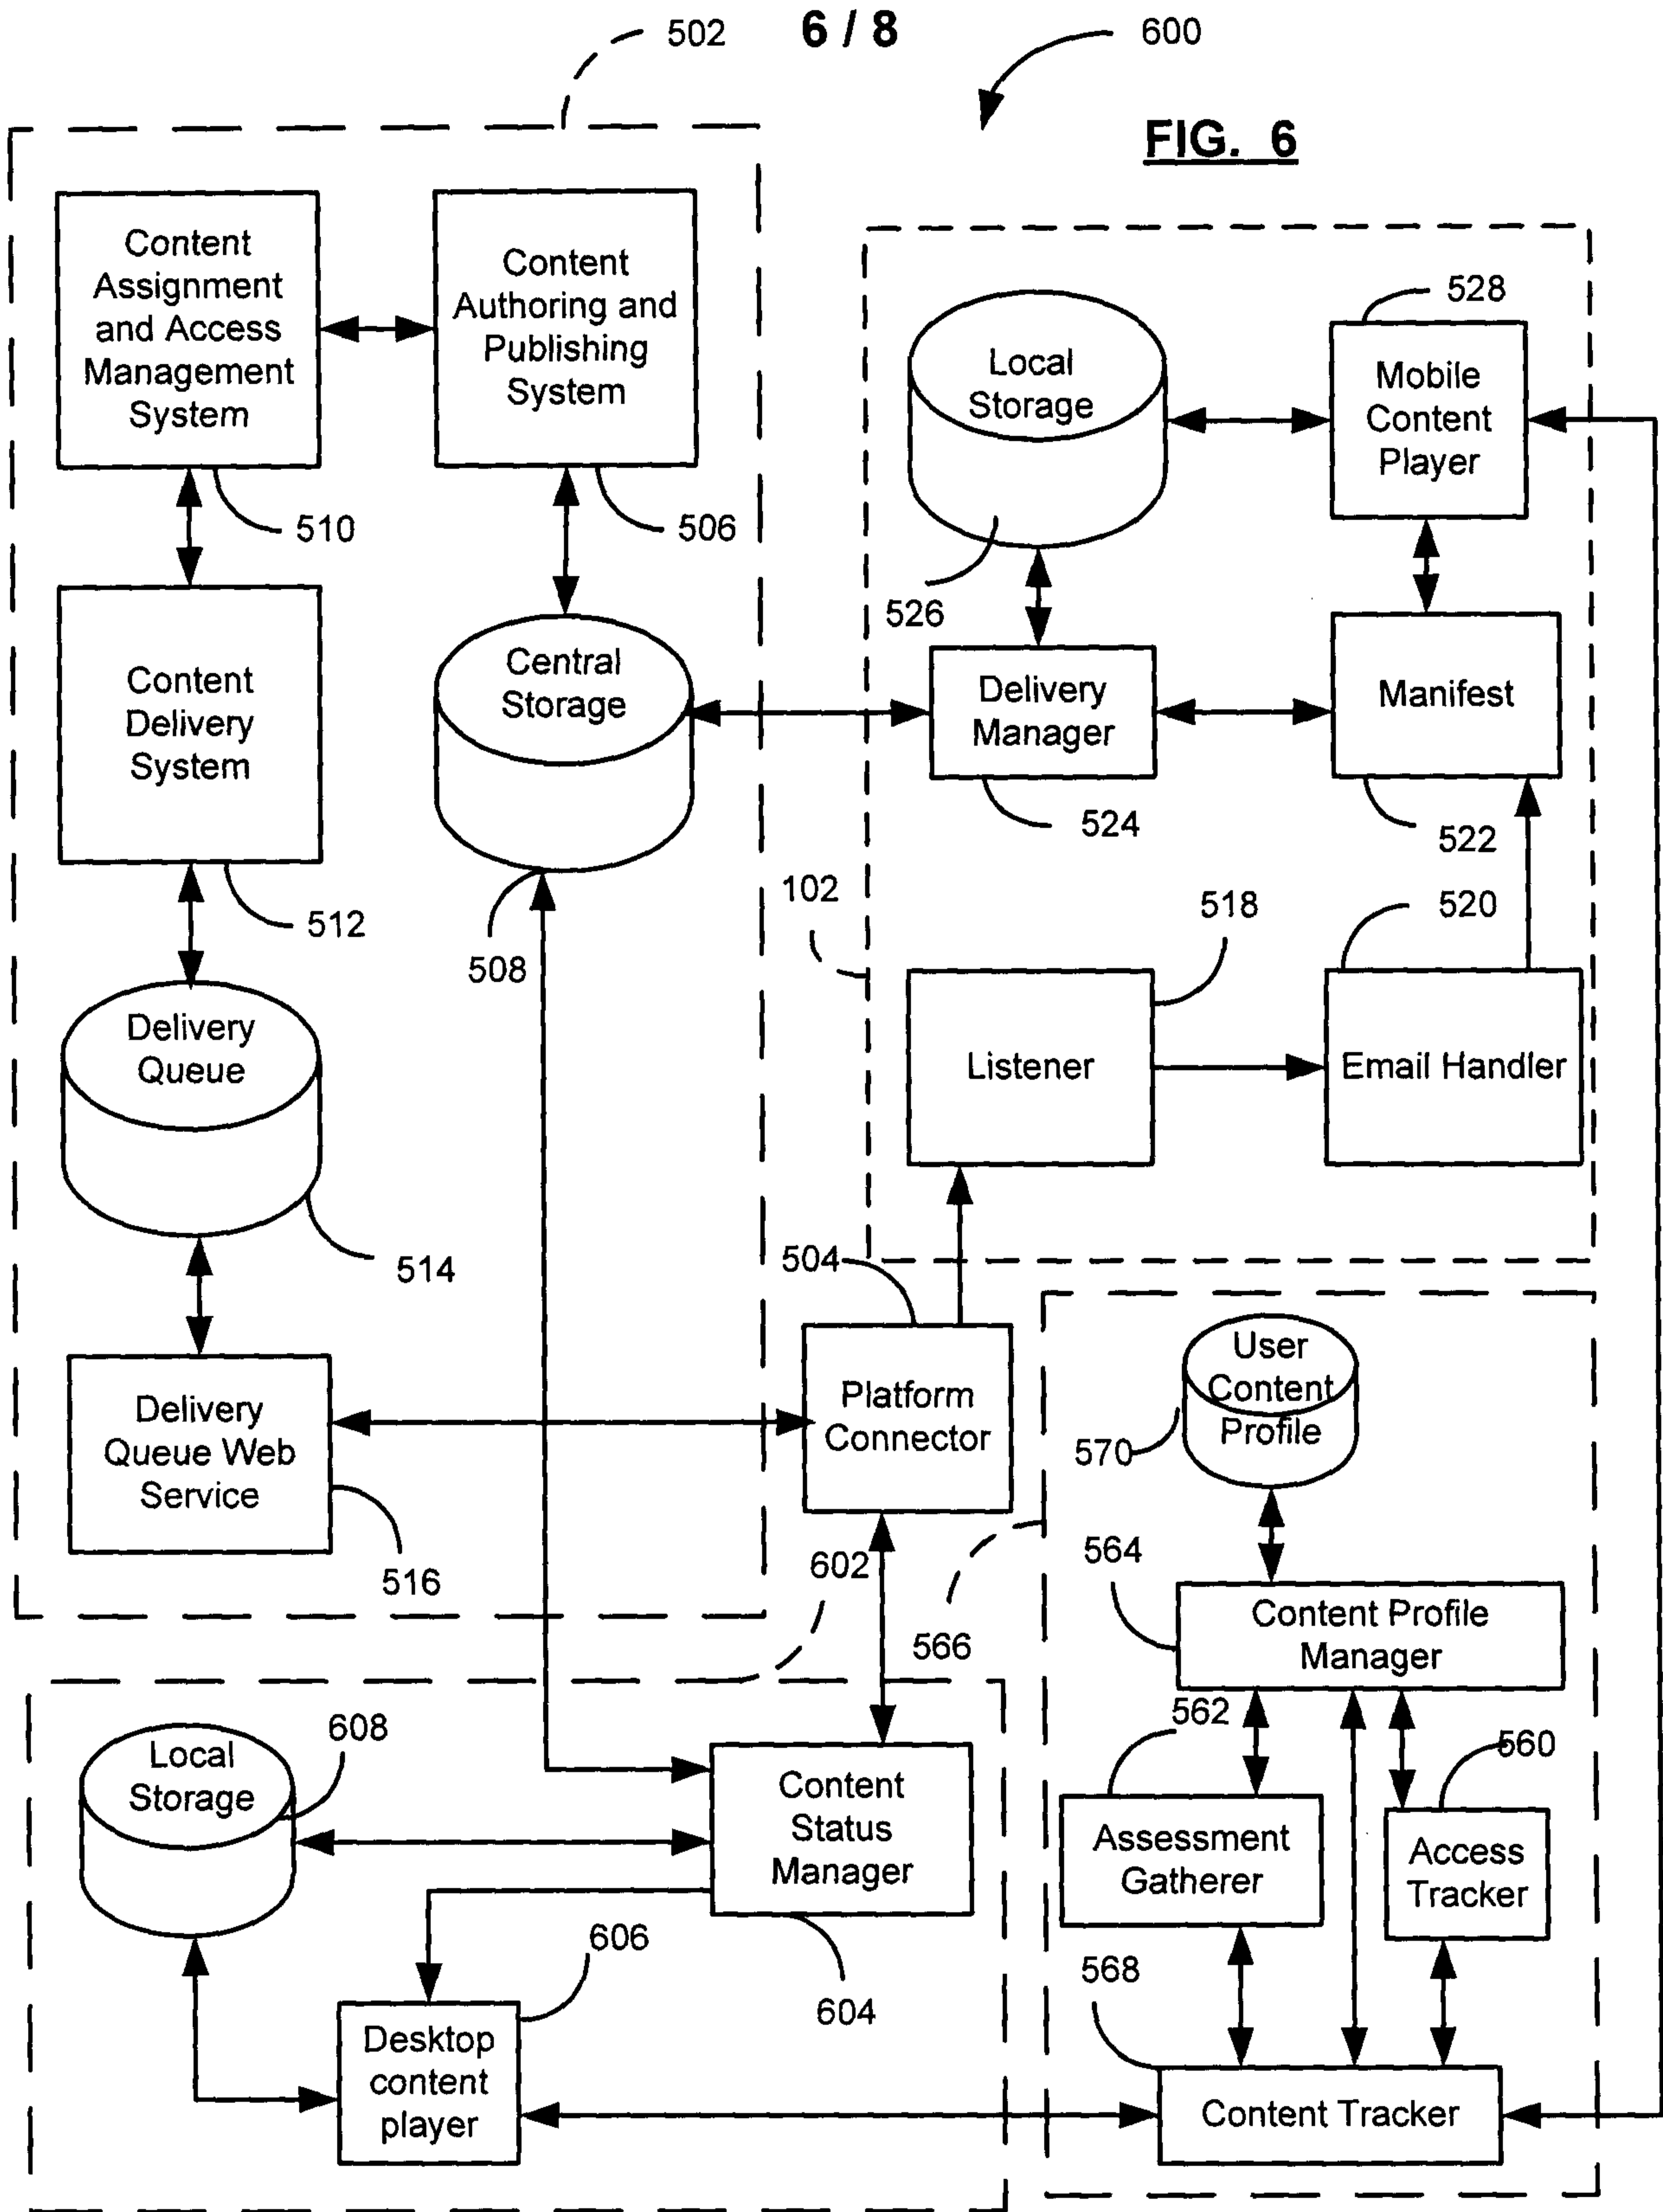 6 / 8
502
600
FIG. 6
Content
Assignment
and Access
Management
System
510
Content
Authoring and
Publishing
System
506
Content
Delivery
System
512
Central
Storage
508
Delivery
Queue
514
Delivery
Queue Web
Service
516
Local
Storage
526
Mobile
Content
Player
528
Delivery
Manager
524
Manifest
522
102
Listener
518
Email Handler
520
504
Platform
Connector
User
Content
Profile
570
566
564
Content Profile
Manager
562
Assessment
Gatherer
560
Access
Tracker
568
Content Tracker
602
Local
Storage
608
Content
Status
Manager
604
606
Desktop
content
player